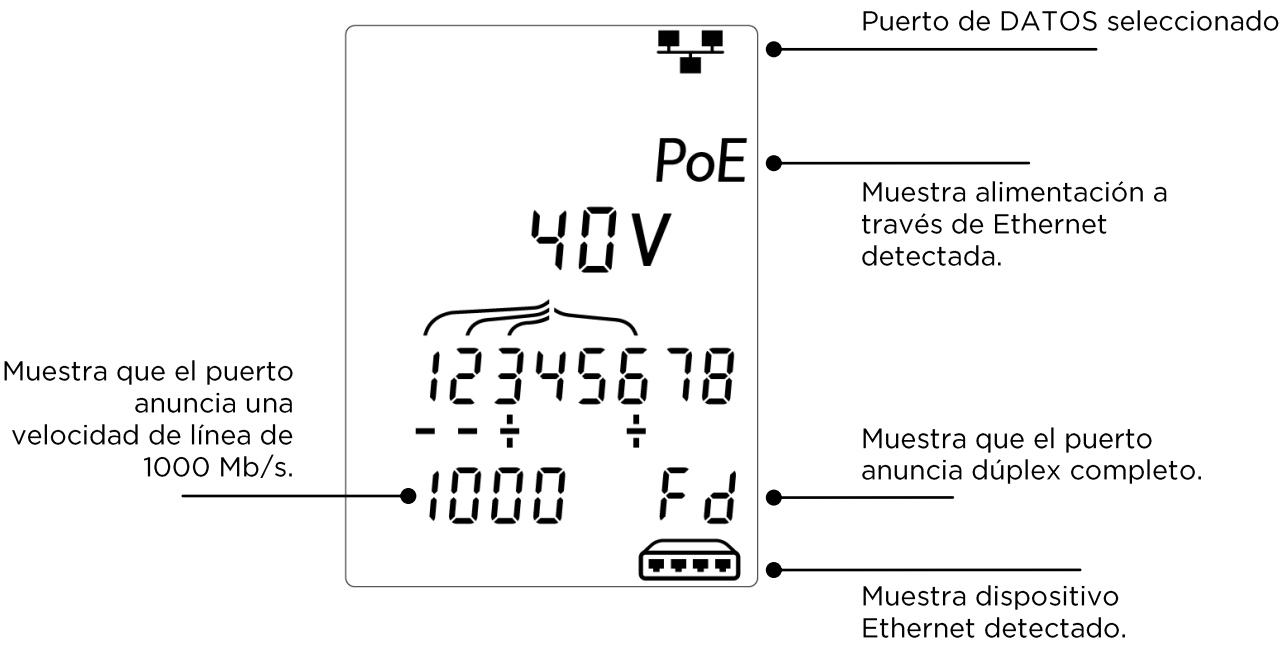 Puerto de DATOS seleccionado
PoE
Muestra alimentación a
través de Ethernet
detectada.
40 V
12345678
- - ÷ ÷
Muestra que el puerto
anuncia una
velocidad de línea de
1000 Mb/s.
1000 Fd
Muestra que el puerto
anuncia dúplex completo.
Muestra dispositivo
Ethernet detectado.